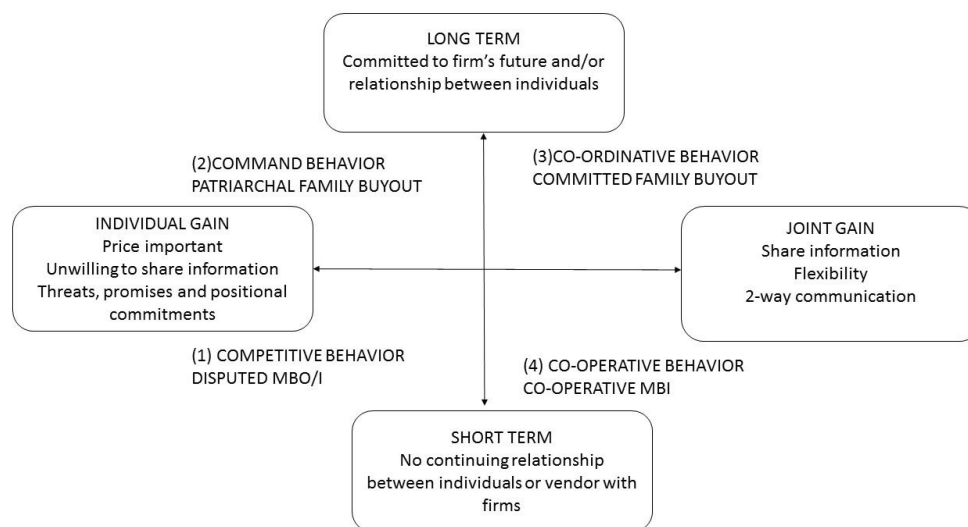 LONG TERM
Committed to firm’s future and/or
relationship between individuals
(2)COMMAND BEHAVIOR
PATRIARCHAL FAMILY BUYOUT
(3)CO-ORDINATIVE BEHAVIOR
COMMITTED FAMILY BUYOUT
INDIVIDUAL GAIN
Price important
Unwilling to share information
Threats, promises and positional
commitments
JOINT GAIN
Share information
Flexibility
2-way communication
(1) COMPETITIVE BEHAVIOR
DISPUTED MBO/I
(4) CO-OPERATIVE BEHAVIOR
CO-OPERATIVE MBI
SHORT TERM
No continuing relationship
between individuals or vendor with
firms